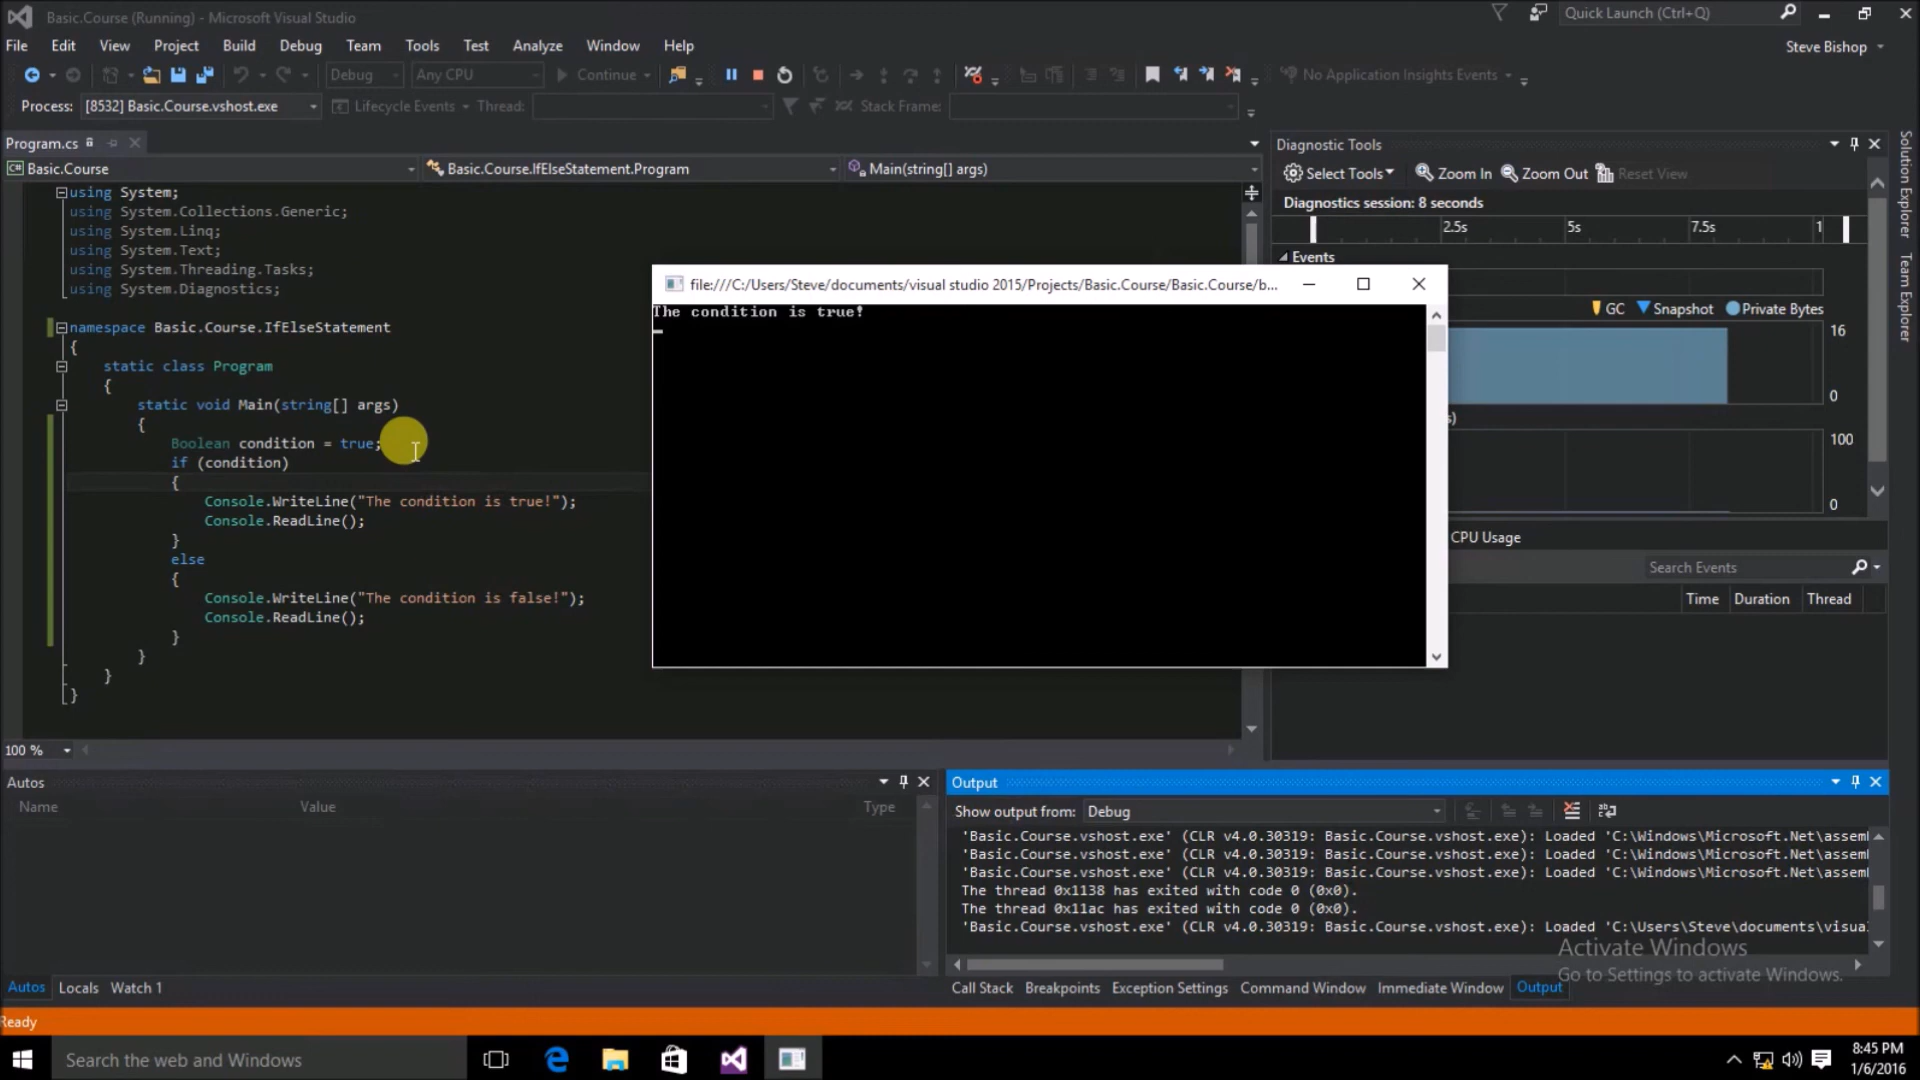 Basic.Course (Running) - Microsoft Visual Studio
Quick Launch (Ctrl+Q)
File Edit View Project Build Debug Team Tools Test Analyze Window Help
Steve Bishop
Debug Any CPU Continue No Application Insights Events
Process: [8532] Basic.Course.vshost.exe Lifecycle Events Thread: Stack Frame:
Program.cs
Basic.Course Basic.Course.IfElseStatement.Program Main(string[] args)
using System;
using System.Collections.Generic;
using System.Linq;
using System.Text;
using System.Threading.Tasks;
using System.Diagnostics;
namespace Basic.Course.IfElseStatement
{
static class Program
{
static void Main(string[] args)
{
Boolean condition = true;
if (condition)
{
Console.WriteLine("The condition is true!");
Console.ReadLine();
}
else
{
Console.WriteLine("The condition is false!");
Console.ReadLine();
}
}
}
}
100 %
file:///C:/Users/Steve/documents/visual studio 2015/Projects/Basic.Course/Basic.Course/b...
The condition is true!
Diagnostic Tools
Select Tools Zoom In Zoom Out Reset View
Diagnostics session: 8 seconds
2.5s 5s 7.5s 1
Events
GC Snapshot Private Bytes
16
0
s)
100
0
CPU Usage
Search Events
Time Duration Thread
Solution Explorer
Team Explorer
Autos
Name Value Type
Autos Locals Watch 1
Output
Show output from: Debug
'Basic.Course.vshost.exe' (CLR v4.0.30319: Basic.Course.vshost.exe): Loaded 'C:\Windows\Microsoft.Net\assem
'Basic.Course.vshost.exe' (CLR v4.0.30319: Basic.Course.vshost.exe): Loaded 'C:\Windows\Microsoft.Net\assem
'Basic.Course.vshost.exe' (CLR v4.0.30319: Basic.Course.vshost.exe): Loaded 'C:\Windows\Microsoft.Net\assem
The thread 0x1138 has exited with code 0 (0x0).
The thread 0x11ac has exited with code 0 (0x0).
'Basic.Course.vshost.exe' (CLR v4.0.30319: Basic.Course.vshost.exe): Loaded 'C:\Users\Steve\documents\visua
Activate Windows
Go to Settings to activate Windows.
Call Stack Breakpoints Exception Settings Command Window Immediate Window Output
Ready
Search the web and Windows
8:45 PM
1/6/2016